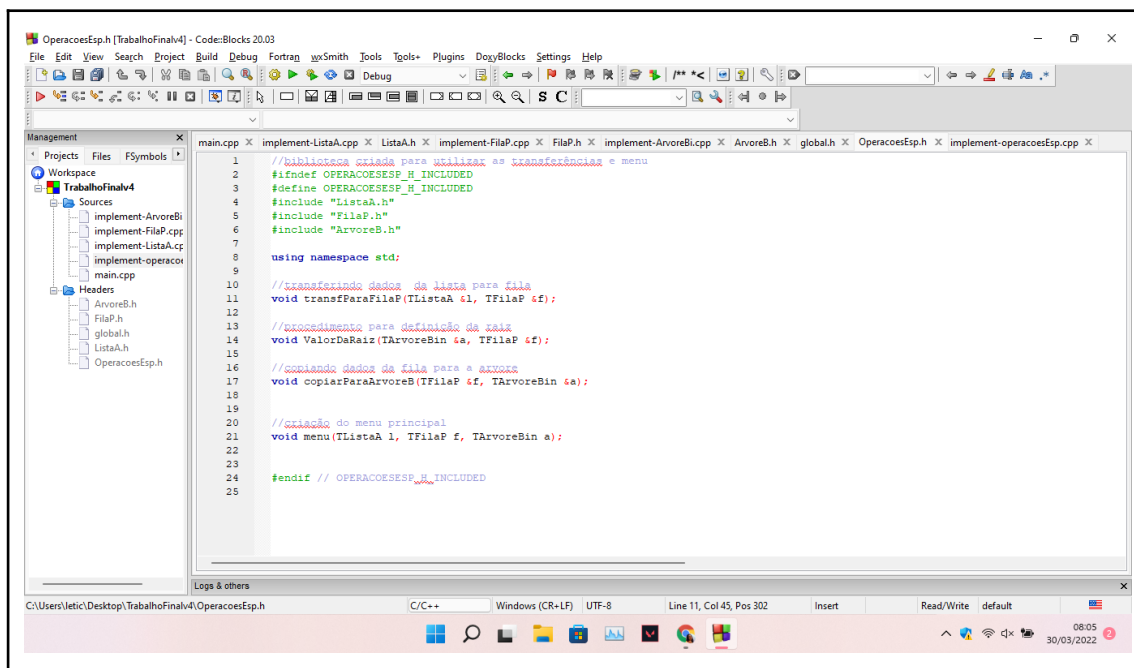 OperacoesEsp.h [TrabalhoFinalv4] - Code::Blocks 20.03
File Edit View Search Project Build Debug Fortran wxSmith Tools Tools+ Plugins DoxyBlocks Settings Help
Debug /** *<
S C
Management
main.cpp X implement-ListaA.cpp X ListaA.h X implement-FilaP.cpp X FilaP.h X implement-ArvoreBi.cpp X ArvoreB.h X global.h X OperacoesEsp.h X implement-operacoesEsp.cpp X
Projects Files FSymbols
Workspace
TrabalhoFinalv4
Sources
implement-ArvoreBi
implement-FilaP.cpp
implement-ListaA.cp
implement-operacoe
main.cpp
Headers
ArvoreB.h
FilaP.h
global.h
ListaA.h
OperacoesEsp.h
1 //biblioteca criada para utilizar as transferências e menu
2 #ifndef OPERACOESESP_H_INCLUDED
3 #define OPERACOESESP_H_INCLUDED
4 #include "ListaA.h"
5 #include "FilaP.h"
6 #include "ArvoreB.h"
7
8 using namespace std;
9
10 //transferindo dados  da lista para fila
11 void transfParaFilaP(TListaA &l, TFilaP &f);
12
13 //procedimento para definição da raiz
14 void ValorDaRaiz(TArvoreBin &a, TFilaP &f);
15
16 //copiando dados da fila para a arvore
17 void copiarParaArvoreB(TFilaP &f, TArvoreBin &a);
18
19
20 //criação do menu principal
21 void menu(TListaA l, TFilaP f, TArvoreBin a);
22
23
24 #endif // OPERACOESESP_H_INCLUDED
25
Logs & others
C:\Users\letic\Desktop\TrabalhoFinalv4\OperacoesEsp.h C/C++ Windows (CR+LF) UTF-8 Line 11, Col 45, Pos 302 Insert Read/Write default
08:05
30/03/2022 2